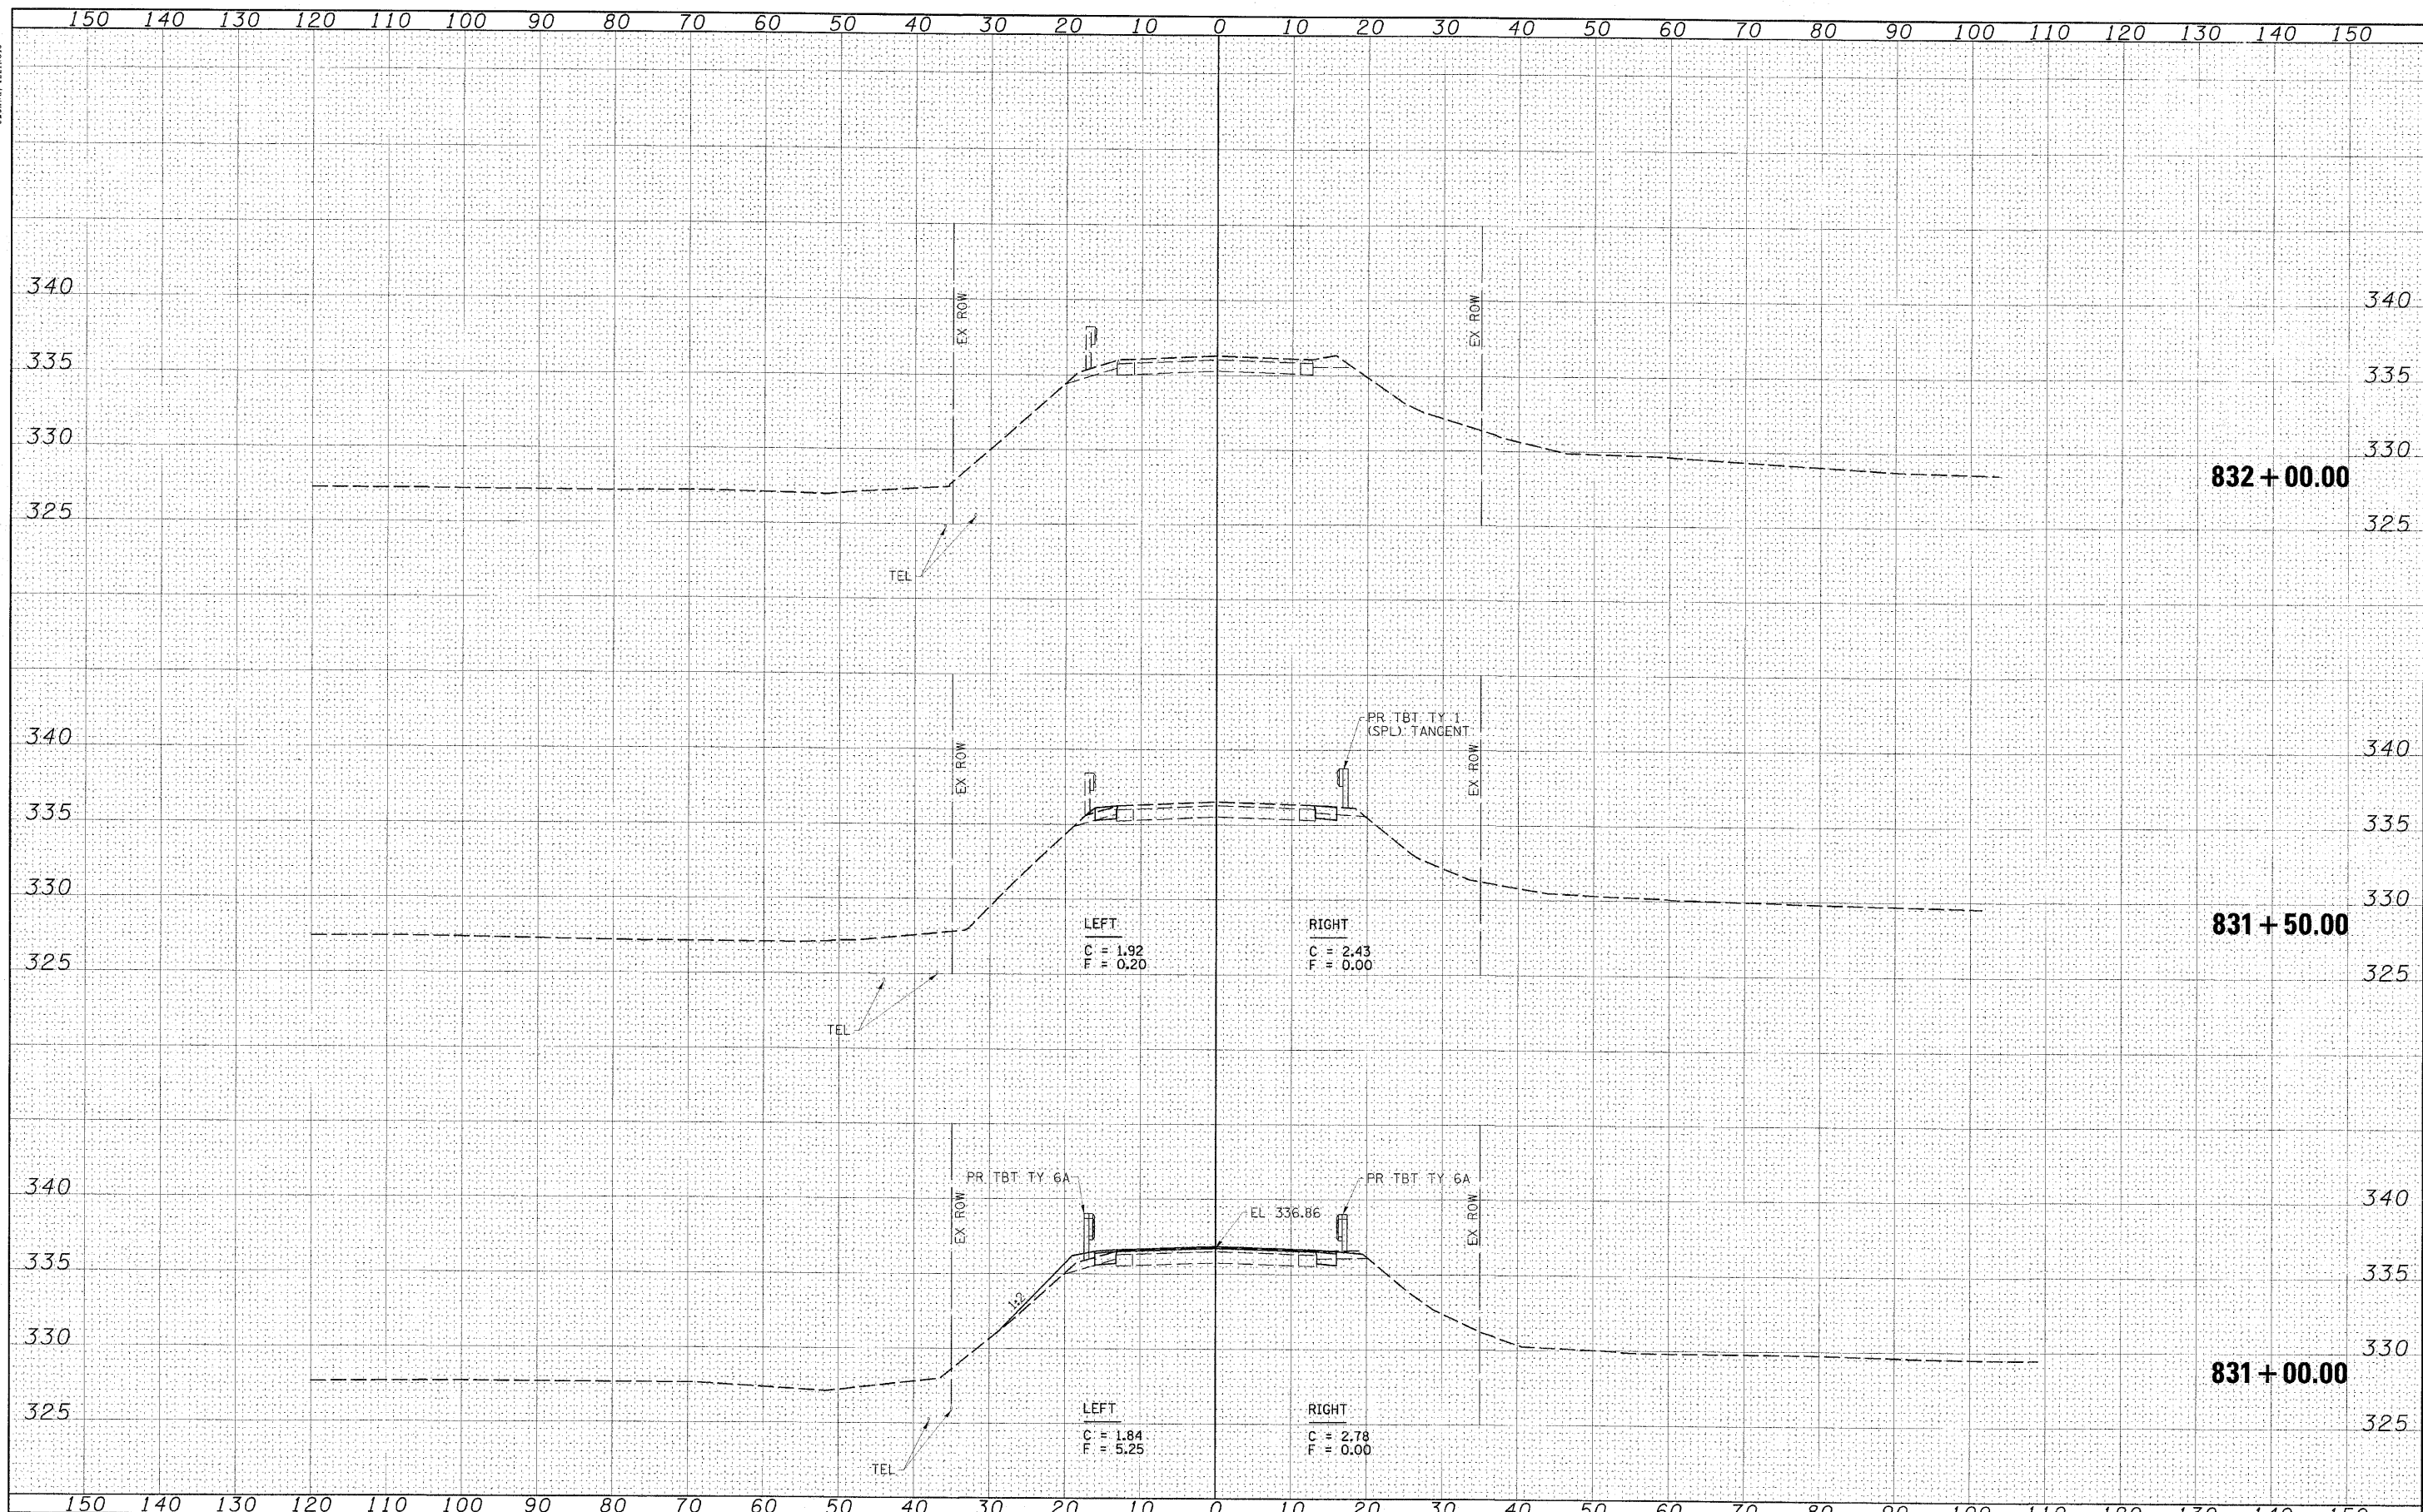 150 140 130 120 110 100 90 80 70 60 50 40 30 20 10 0 10 20 30 40 50 60 70 80 90 100 110 120 130 140 150
EX ROW
EX ROW
340 340
335 335
330 330
832+00.00
325 325
TEL
PR TBT TY 1
(SPL) TANGENT
EX ROW
EX ROW
340 340
335 335
330 330
LEFT RIGHT
831+50.00
C = 1.92 C = 2.43
F = 0.20 F = 0.00
325 325
TEL
PR TBT TY 6A PR TBT TY 6A
340 340
EX ROW
EX ROW
EL 336.86
335 335
1:2
330 330
831+00.00
LEFT RIGHT
325 325
C = 1.84 C = 2.78
F = 5.25 F = 0.00
TEL
150 140 130 120 110 100 90 80 70 60 50 40 30 20 10 0 10 20 30 40 50 60 70 80 90 100 110 120 130 140 150